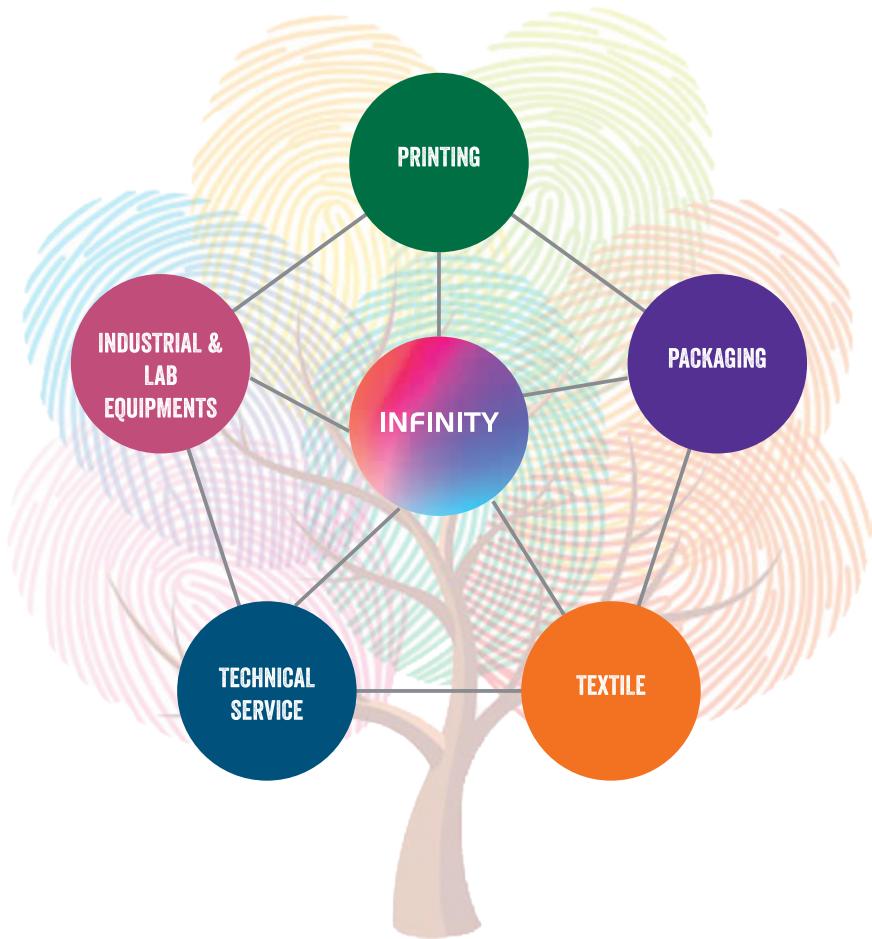 PRINTING
INDUSTRIAL &
LAB
EQUIPMENTS
PACKAGING
INFINITY
TECHNICAL
SERVICE
TEXTILE